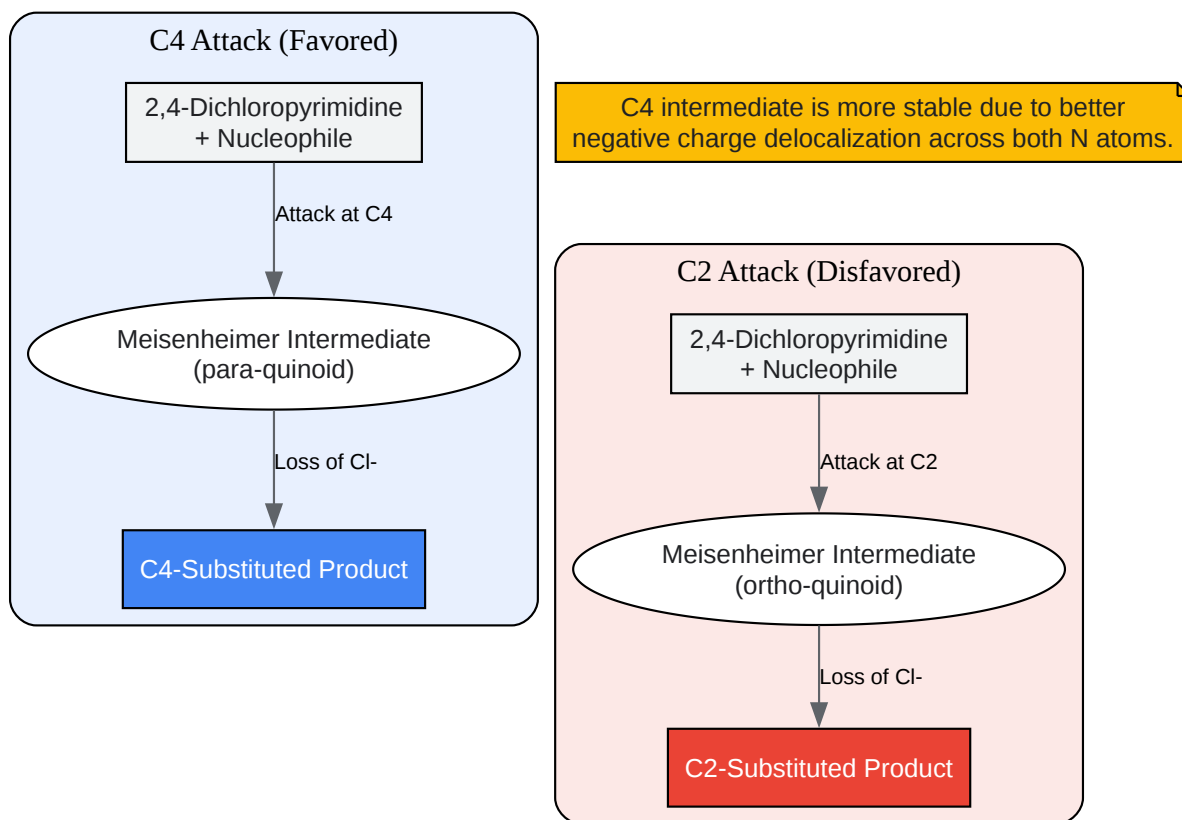 C4 Attack (Favored)
2,4-Dichloropyrimidine
+ Nucleophile
Attack at C4
Meisenheimer Intermediate
(para-quinoid)
Loss of Cl-
C4-Substituted Product
C4 intermediate is more stable due to better
negative charge delocalization across both N atoms.
C2 Attack (Disfavored)
2,4-Dichloropyrimidine
+ Nucleophile
Attack at C2
Meisenheimer Intermediate
(ortho-quinoid)
Loss of Cl-
C2-Substituted Product